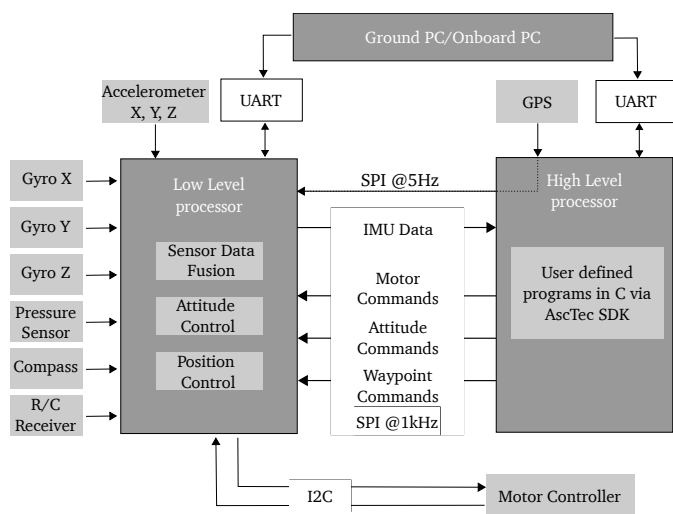 Ground PC/Onboard PC
Accelerometer
X, Y, Z
UART
GPS
UART
Gyro X
Gyro Y
Gyro Z
Pressure
Sensor
Compass
R/C
Receiver
Low Level
processor
Sensor Data
Fusion
Attitude
Control
Position
Control
SPI @5Hz
IMU Data
Motor
Commands
Attitude
Commands
Waypoint
Commands
SPI @1kHz
High Level
processor
User defined
programs in C via
AscTec SDK
I2C
Motor Controller